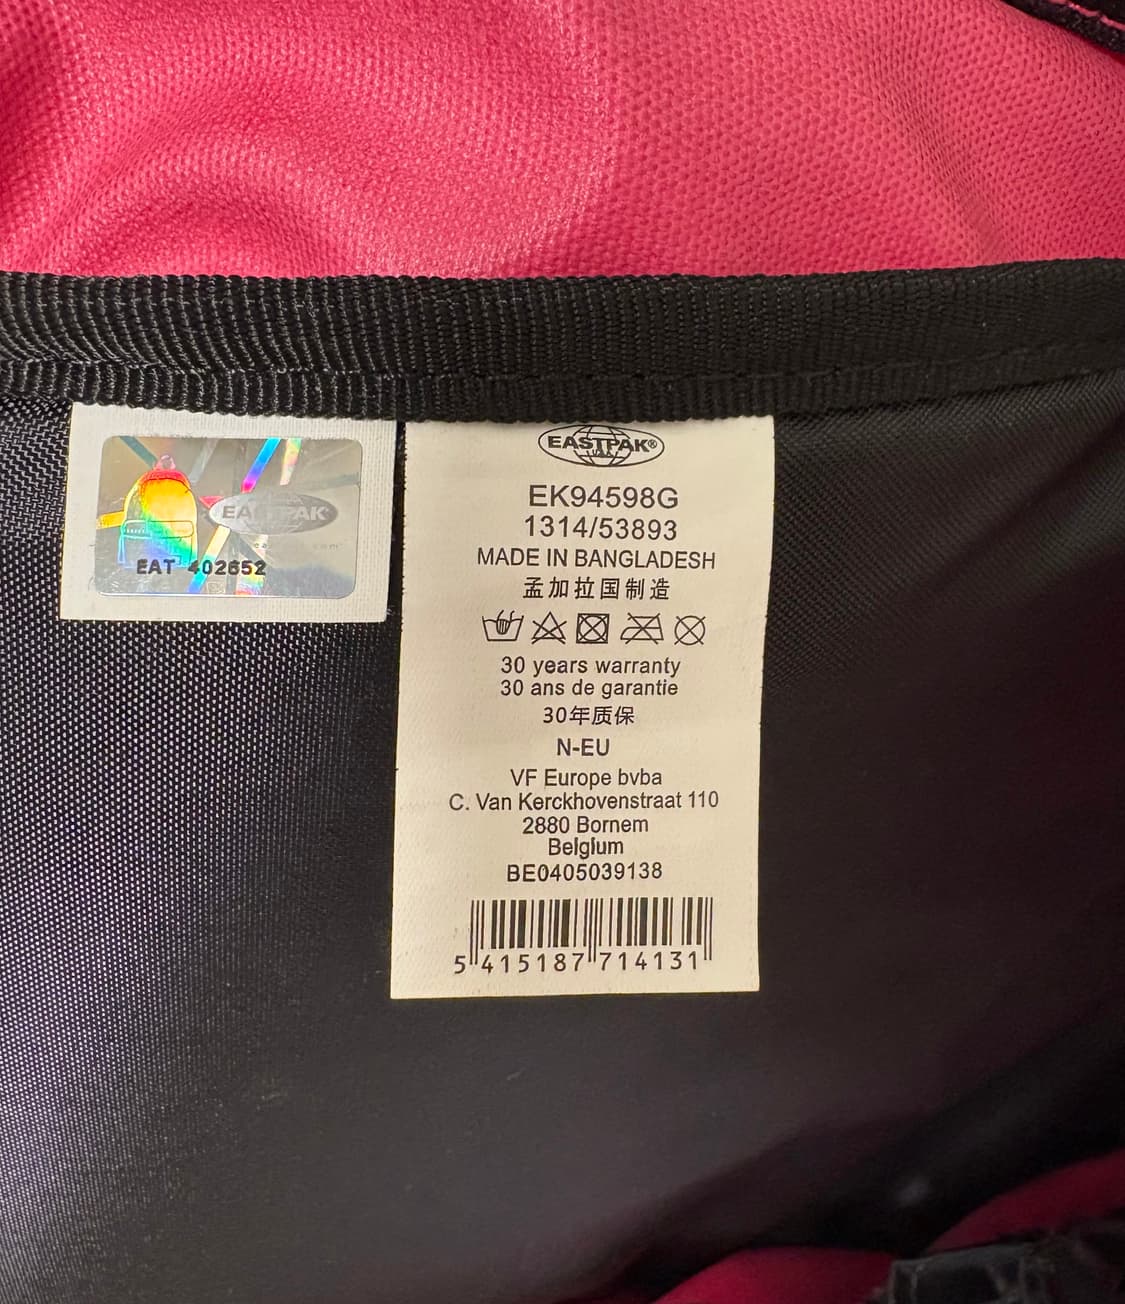 EASTPAK
EAT 402652
EASTPAK®
USA
EK94598G
1314/53893
MADE IN BANGLADESH
孟加拉国制造
30 years warranty
30 ans de garantie
30年质保
N-EU
VF Europe bvba
C. Van Kerckhovenstraat 110
2880 Bornem
Belgium
BE0405039138
5 415187 714131